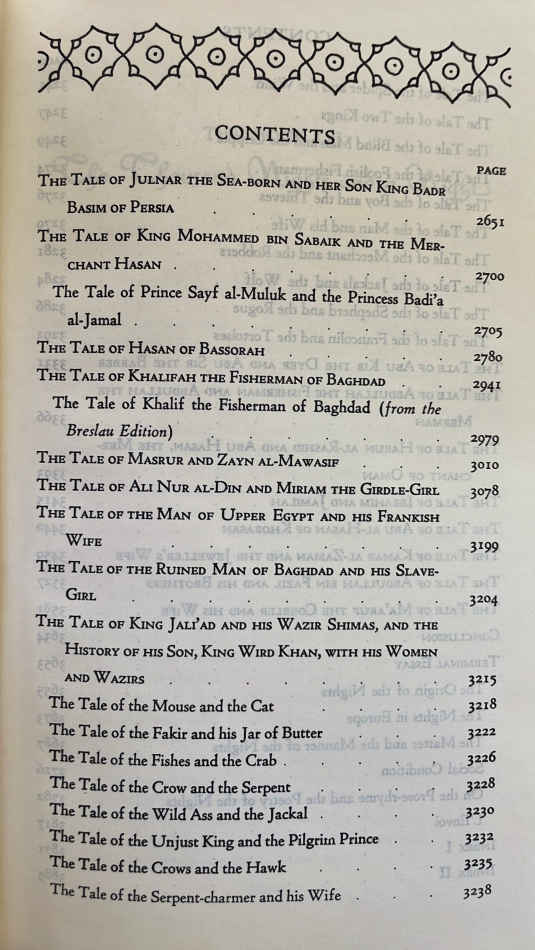 CONTENTS
PAGE
THE TALE OF JULNAR THE SEA-BORN AND HER SON KING BADR
BASIM OF PERSIA . . . . . . . 2651
THE TALE OF KING MOHAMMED BIN SABAIK AND THE MER-
CHANT HASAN . . . . . . . . 2700
The Tale of Prince Sayf al-Muluk and the Princess Badi'a
al-Jamal . . . . . . . . . 2705
THE TALE OF HASAN OF BASSORAH . . . . . 2780
THE TALE OF KHALIFAH THE FISHERMAN OF BAGHDAD . . 2941
The Tale of Khalif the Fisherman of Baghdad (from the
Breslau Edition) . . . . . . . . 2979
THE TALE OF MASRUR AND ZAYN AL-MAWASIF . . . 3010
THE TALE OF ALI NUR AL-DIN AND MIRIAM THE GIRDLE-GIRL 3078
THE TALE OF THE MAN OF UPPER EGYPT AND HIS FRANKISH
WIFE . . . . . . . . 3199
THE TALE OF THE RUINED MAN OF BAGHDAD AND HIS SLAVE-
GIRL . . . . . . . . . 3204
THE TALE OF KING JALI'AD AND HIS WAZIR SHIMAS, AND THE
HISTORY OF HIS SON, KING WIRD KHAN, WITH HIS WOMEN
AND WAZIRS . . . . . . . . 3215
The Tale of the Mouse and the Cat . . . . 3218
The Tale of the Fakir and his Jar of Butter . . . 3222
The Tale of the Fishes and the Crab . . . . . 3226
The Tale of the Crow and the Serpent . . . . 3228
The Tale of the Wild Ass and the Jackal . . . . 3230
The Tale of the Unjust King and the Pilgrim Prince . . 3232
The Tale of the Crows and the Hawk . . . . 3235
The Tale of the Serpent-charmer and his Wife . . . 3238